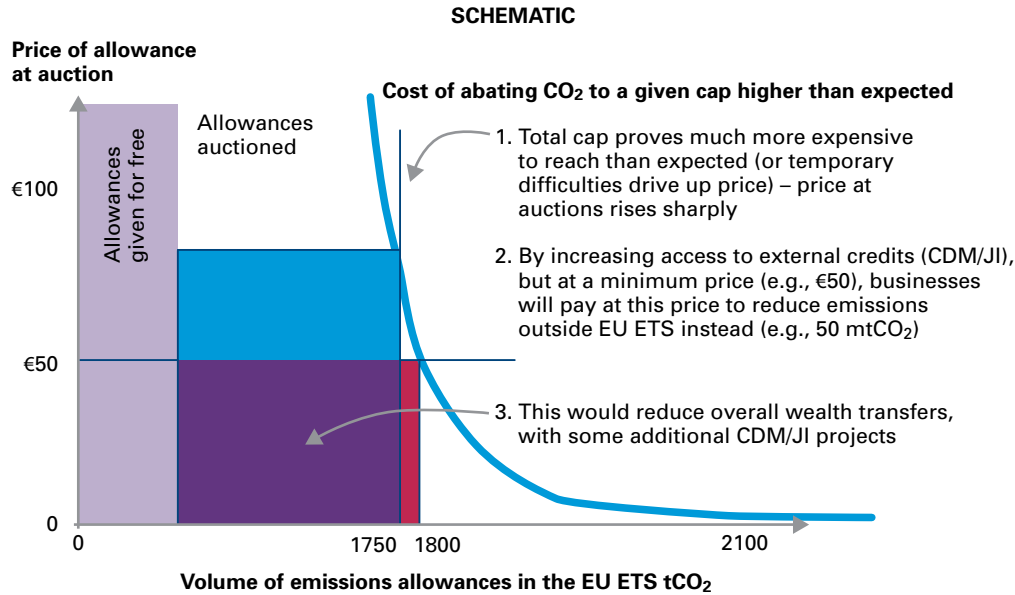 SCHEMATIC
Price of allowance
at auction
Cost of abating CO₂ to a given cap higher than expected
Allowances
given for free
Allowances
auctioned
1. Total cap proves much more expensive
to reach than expected (or temporary
difficulties drive up price) – price at
auctions rises sharply
2. By increasing access to external credits (CDM/JI),
but at a minimum price (e.g., €50), businesses
will pay at this price to reduce emissions
outside EU ETS instead (e.g., 50 mtCO₂)
3. This would reduce overall wealth transfers,
with some additional CDM/JI projects
€100
€50
0
0
1750
1800
2100
Volume of emissions allowances in the EU ETS tCO₂